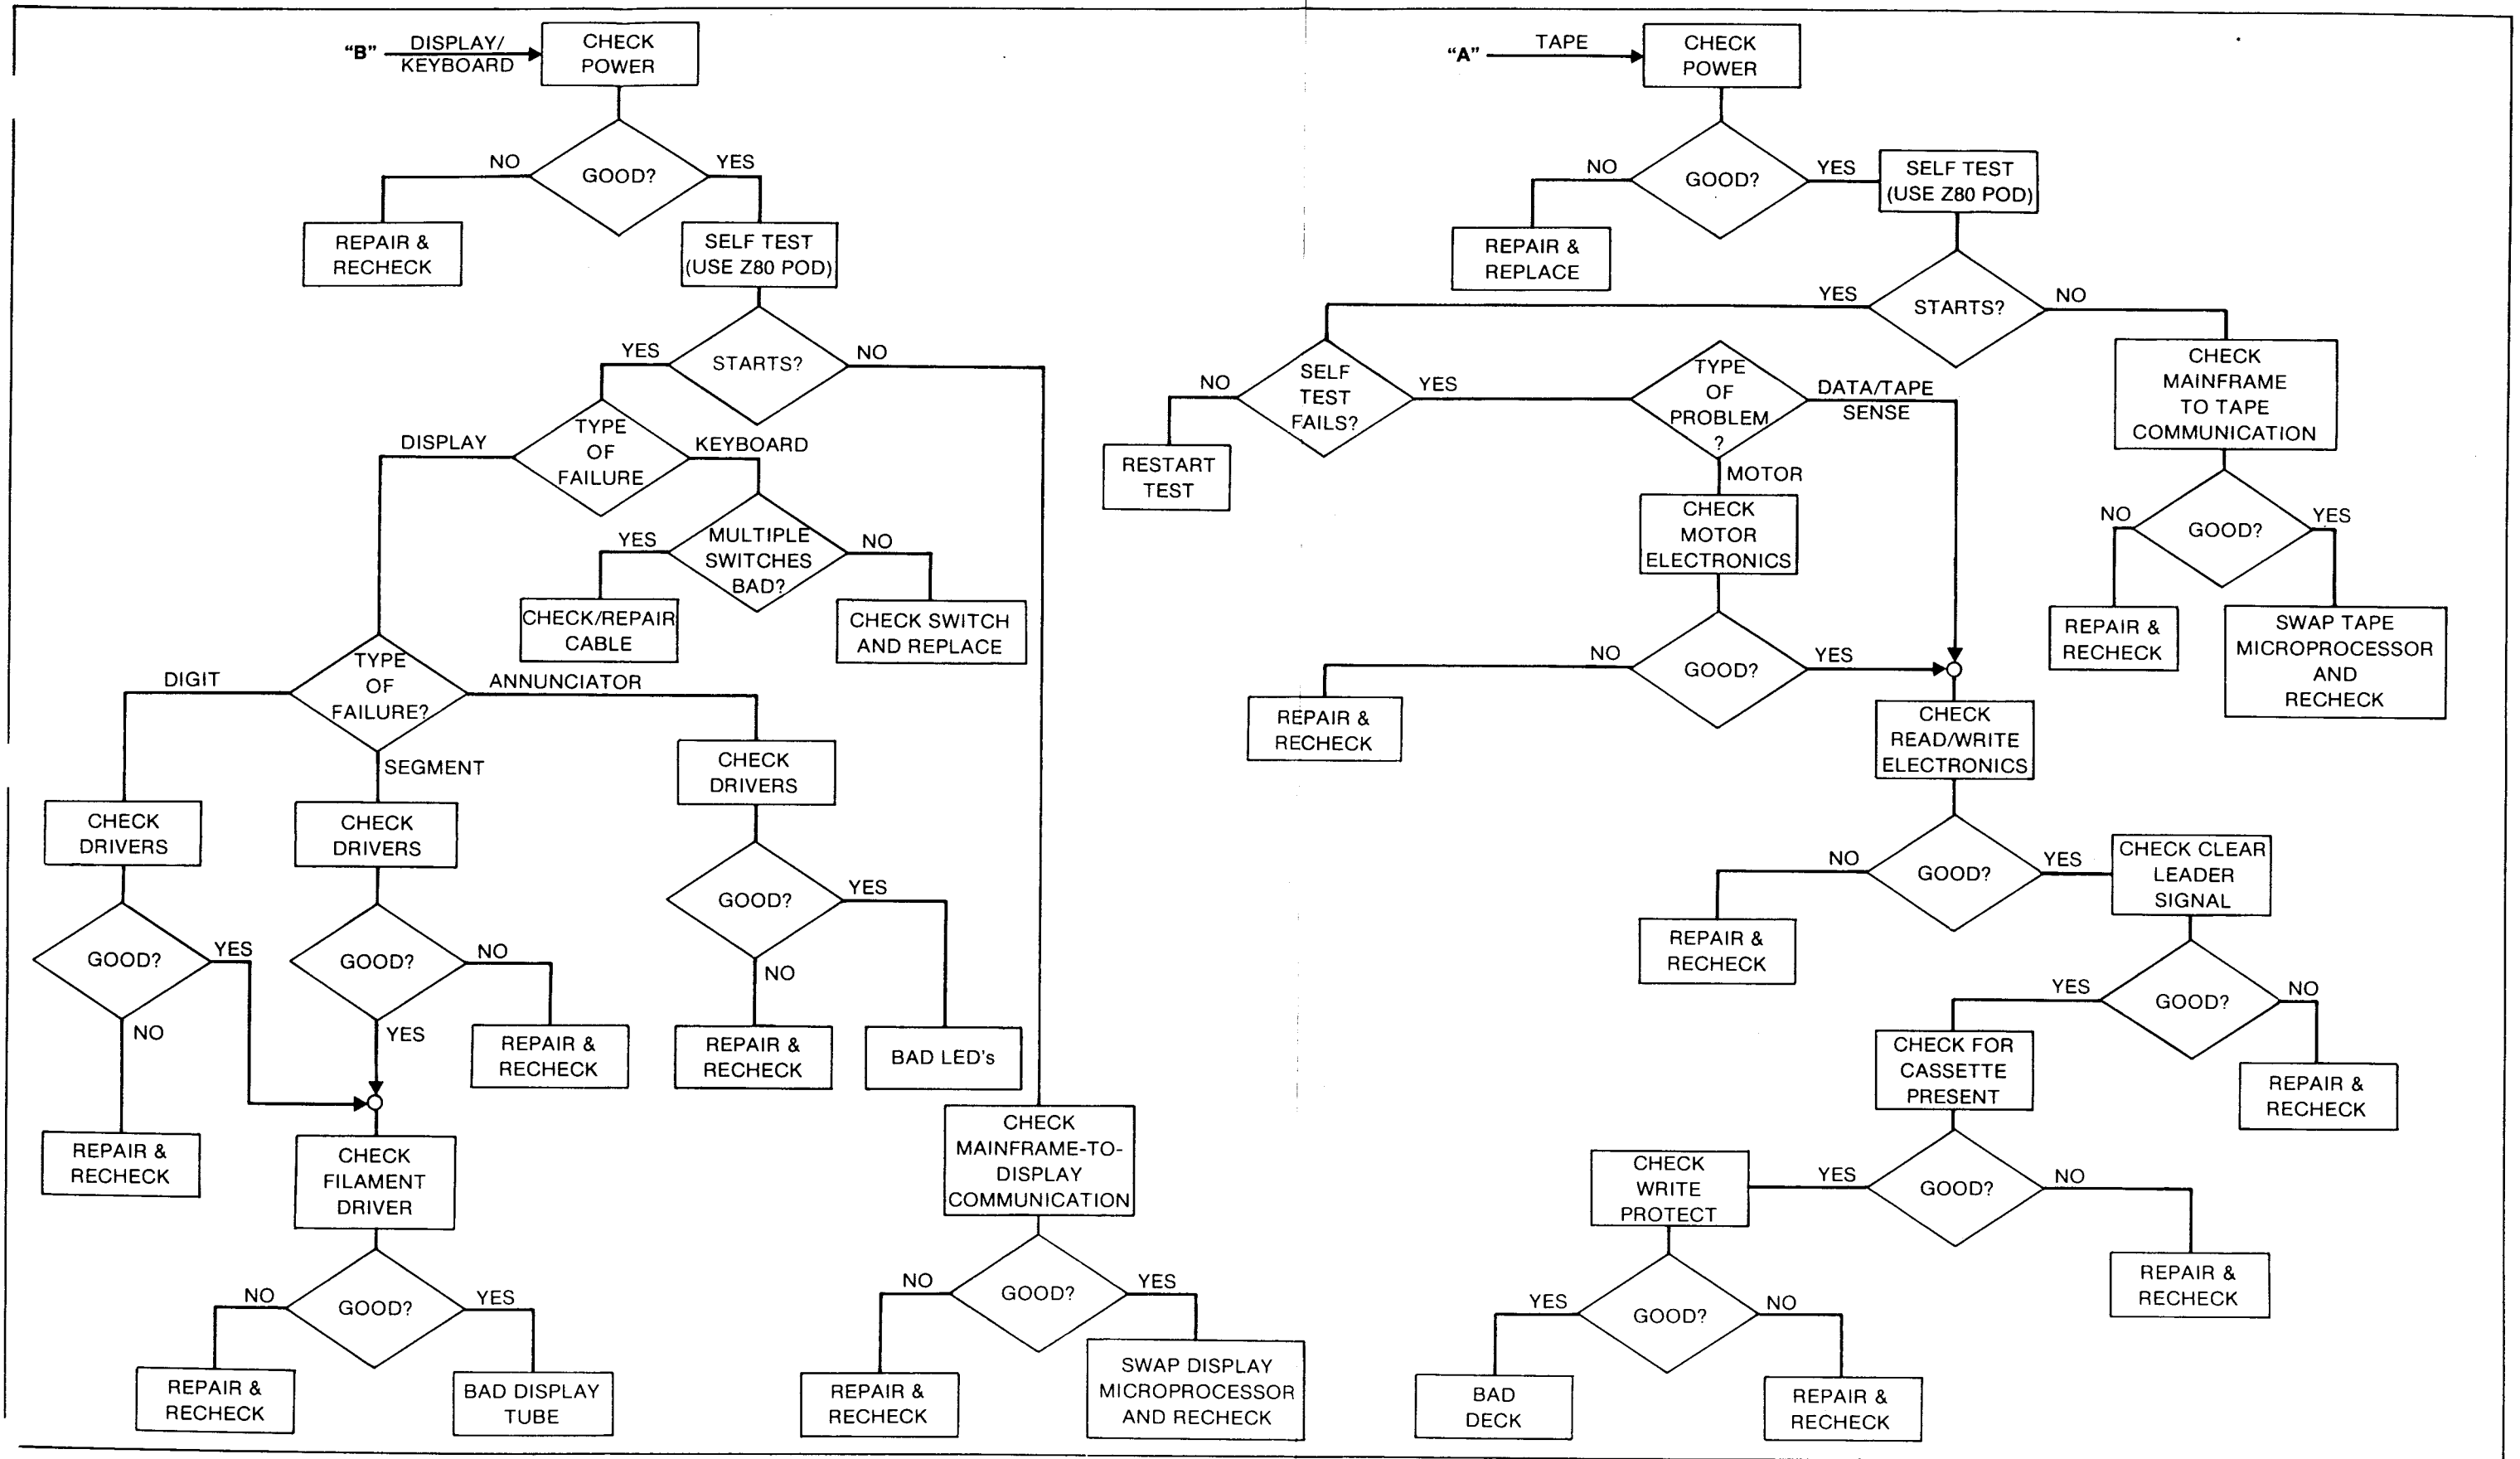 "B"
DISPLAY/
KEYBOARD
CHECK
POWER
GOOD?
NO
YES
REPAIR &
RECHECK
SELF TEST
(USE Z80 POD)
STARTS?
YES
NO
TYPE
OF
FAILURE
DISPLAY
KEYBOARD
MULTIPLE
SWITCHES
BAD?
YES
NO
CHECK/REPAIR
CABLE
CHECK SWITCH
AND REPLACE
TYPE
OF
FAILURE?
DIGIT
ANNUNCIATOR
SEGMENT
CHECK
DRIVERS
CHECK
DRIVERS
CHECK
DRIVERS
GOOD?
YES
NO
GOOD?
NO
YES
GOOD?
YES
NO
REPAIR &
RECHECK
REPAIR &
RECHECK
REPAIR &
RECHECK
BAD LED's
CHECK
FILAMENT
DRIVER
GOOD?
NO
YES
REPAIR &
RECHECK
BAD DISPLAY
TUBE
CHECK
MAINFRAME-TO-
DISPLAY
COMMUNICATION
GOOD?
NO
YES
REPAIR &
RECHECK
SWAP DISPLAY
MICROPROCESSOR
AND RECHECK
"A"
TAPE
CHECK
POWER
GOOD?
NO
YES
REPAIR &
REPLACE
SELF TEST
(USE Z80 POD)
STARTS?
YES
NO
SELF
TEST
FAILS?
NO
YES
RESTART
TEST
TYPE
OF
PROBLEM
?
DATA/TAPE
SENSE
MOTOR
CHECK
MAINFRAME
TO TAPE
COMMUNICATION
GOOD?
NO
YES
REPAIR &
RECHECK
SWAP TAPE
MICROPROCESSOR
AND
RECHECK
CHECK
MOTOR
ELECTRONICS
GOOD?
NO
YES
REPAIR &
RECHECK
CHECK
READ/WRITE
ELECTRONICS
GOOD?
NO
YES
REPAIR &
RECHECK
CHECK CLEAR
LEADER
SIGNAL
GOOD?
YES
NO
REPAIR &
RECHECK
CHECK FOR
CASSETTE
PRESENT
GOOD?
YES
NO
REPAIR &
RECHECK
CHECK
WRITE
PROTECT
GOOD?
YES
NO
BAD
DECK
REPAIR &
RECHECK